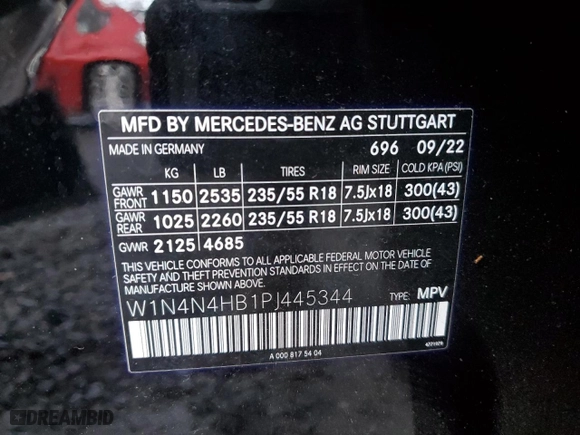 MFD BY MERCEDES-BENZ AG STUTTGART
MADE IN GERMANY 696 09/22
KG LB TIRES RIM SIZE COLD KPA (PSI)
GAWR FRONT 1150 2535 235/55 R18 7.5Jx18 300(43)
GAWR REAR 1025 2260 235/55 R18 7.5Jx18 300(43)
GVWR 2125 4685
THIS VEHICLE CONFORMS TO ALL APPLICABLE FEDERAL MOTOR VEHICLE
SAFETY, BUMPER, AND THEFT PREVENTION STANDARDS IN EFFECT
ON THE DATE OF MANUFACTURE SHOWN ABOVE.
W1N4N4HB1PJ445344 TYPE: MPV
A 000 817 54 04
DREAMBID